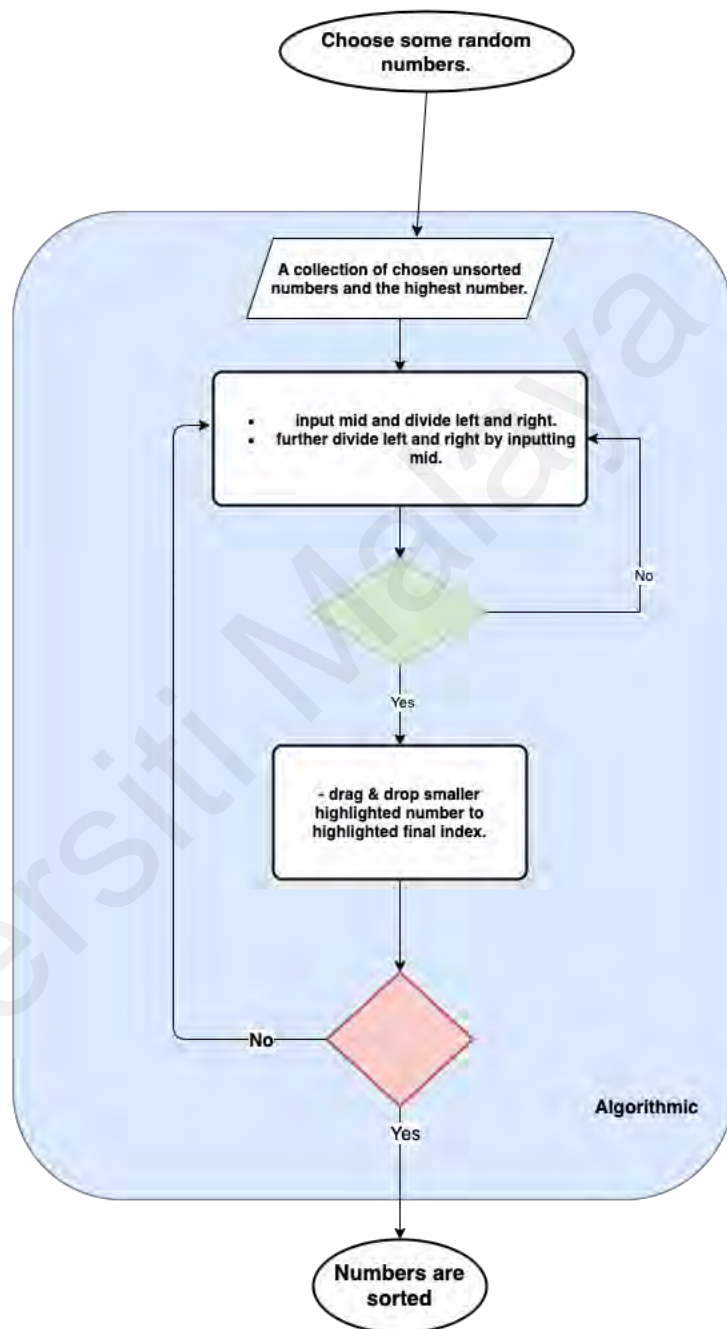 Choose some random
numbers.
A collection of chosen unsorted
numbers and the highest number.
• input mid and divide left and right.
• further divide left and right by inputting
mid.
No
Yes
- drag & drop smaller
highlighted number to
highlighted final index.
No
Algorithmic
Yes
Numbers are
sorted
ersiti Malaya